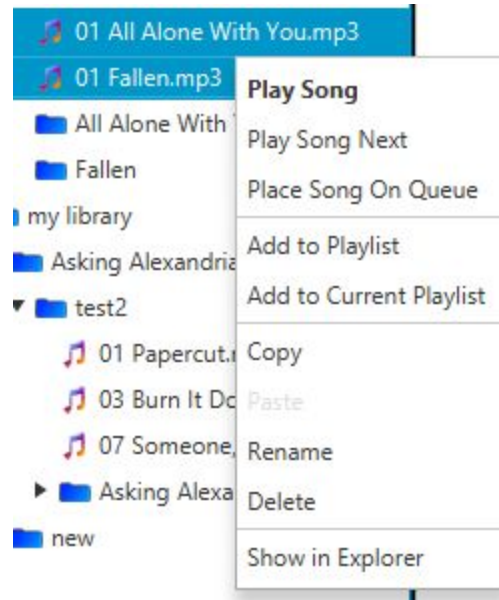 01 All Alone With You.mp3
01 Fallen.mp3
All Alone With
Fallen
my library
Asking Alexandria
test2
01 Papercut.
03 Burn It Do
07 Someone,
Asking Alexa
new
Play Song
Play Song Next
Place Song On Queue
Add to Playlist
Add to Current Playlist
Copy
Paste
Rename
Delete
Show in Explorer